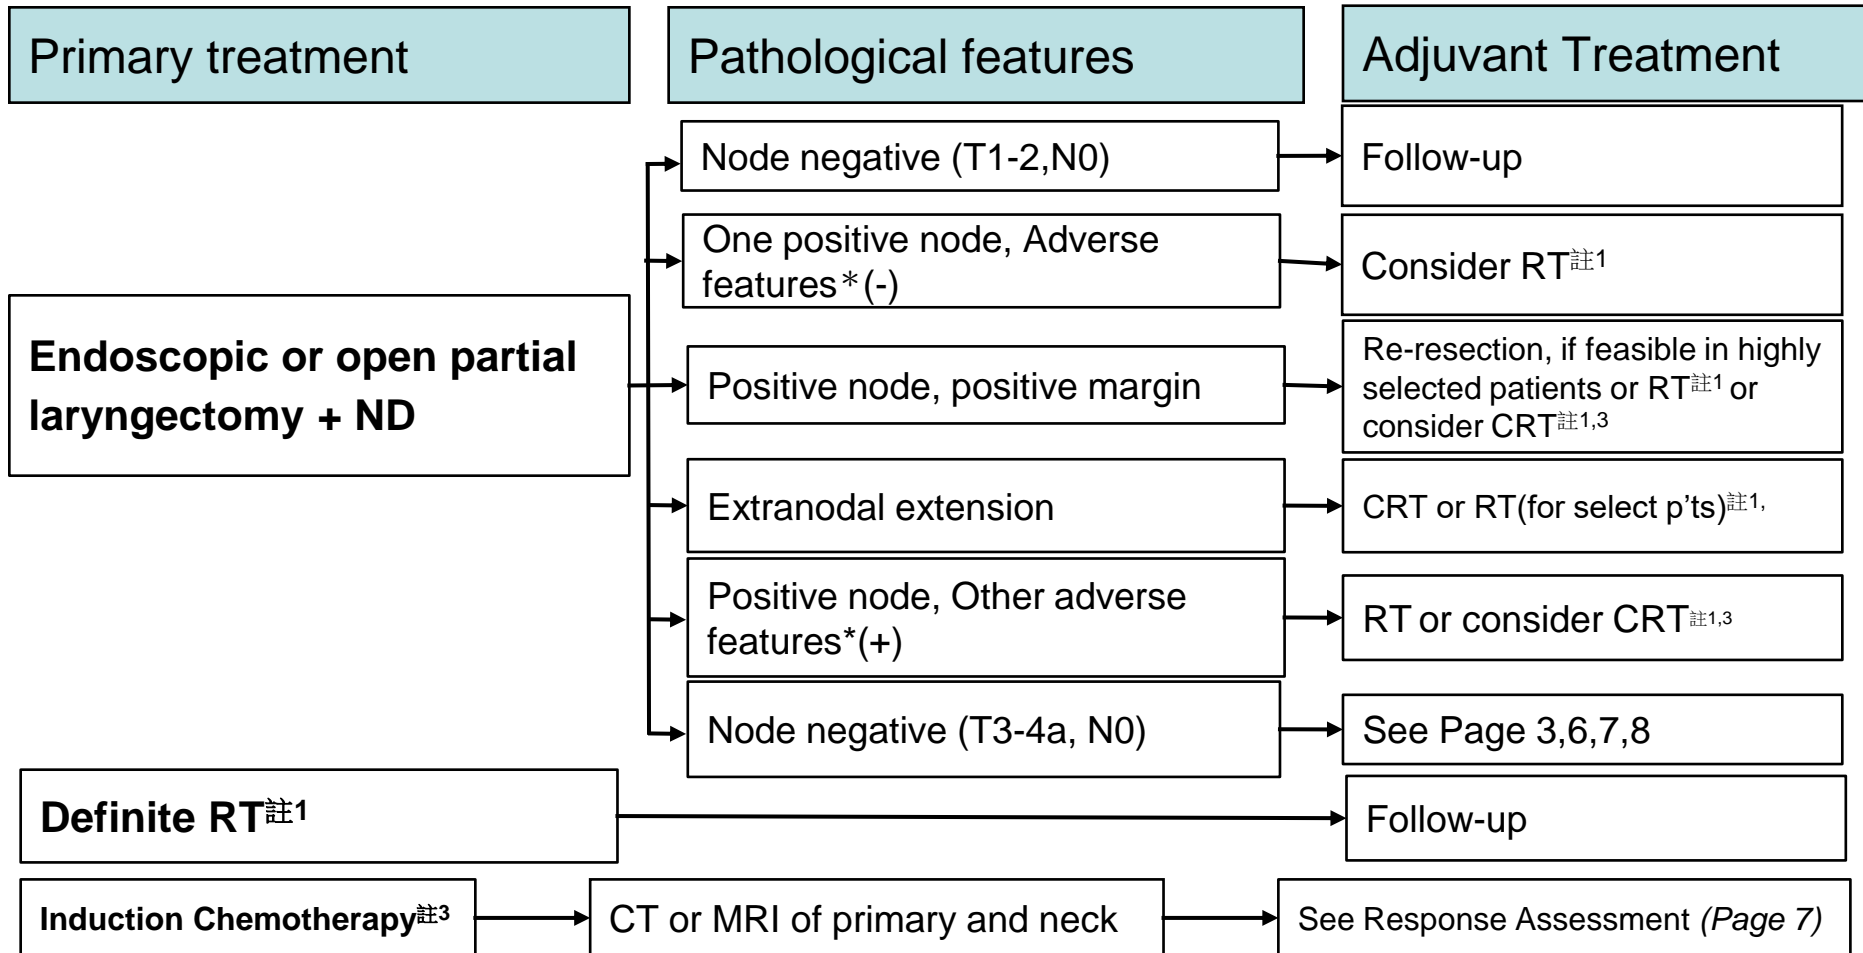 Primary treatment
Pathological features
Adjuvant Treatment
Endoscopic or open partial
laryngectomy + ND
Node negative (T1-2,N0)
Follow-up
One positive node, Adverse
features＊(-)
Consider RT註1
Positive node, positive margin
Re-resection, if feasible in highly
selected patients or RT註1 or
consider CRT註1,3
Extranodal extension
CRT or RT(for select p’ts)註1,
Positive node, Other adverse
features*(+)
RT or consider CRT註1,3
Node negative (T3-4a, N0)
See Page 3,6,7,8
Definite RT註1
Follow-up
Induction Chemotherapy註3
CT or MRI of primary and neck
See Response Assessment (Page 7)